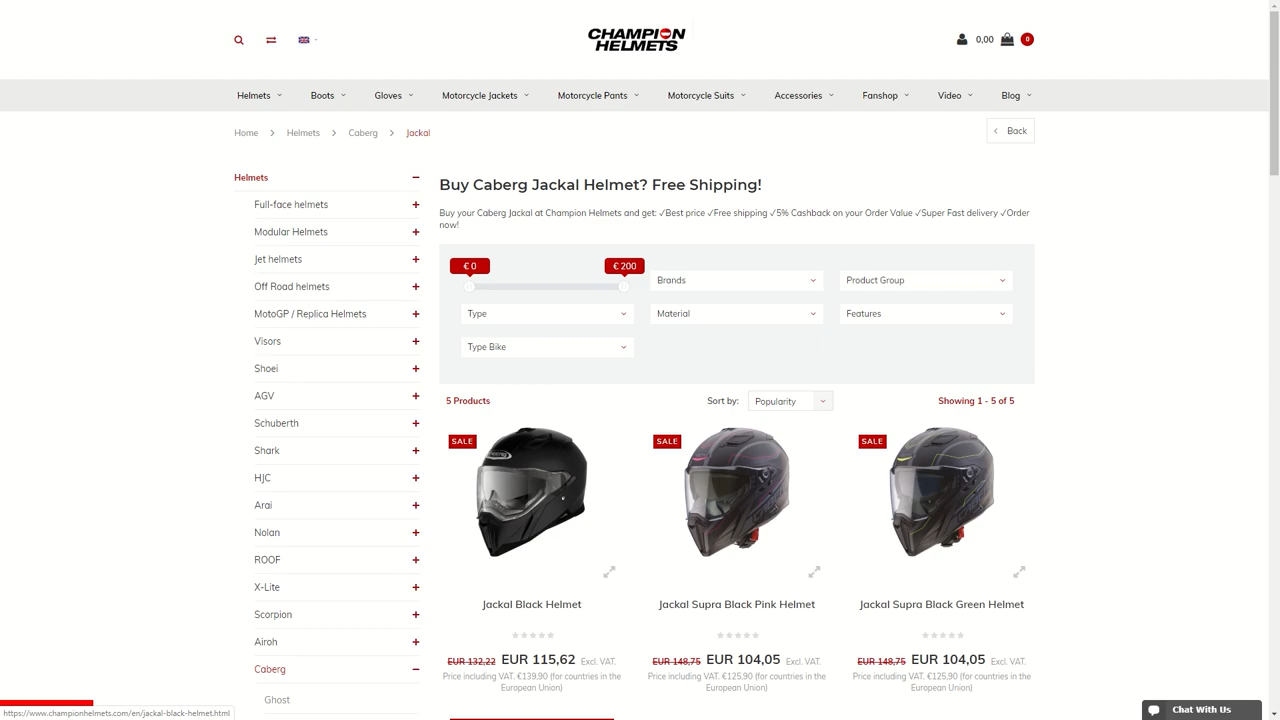 CHAMPION
HELMETS
0,00
0
Helmets
Boots
Gloves
Motorcycle Jackets
Motorcycle Pants
Motorcycle Suits
Accessories
Fanshop
Video
Blog
Home
Helmets
Caberg
Jackal
Back
Helmets
Full-face helmets
Modular Helmets
Jet helmets
Off Road helmets
MotoGP / Replica Helmets
Visors
Shoei
AGV
Schuberth
Shark
HJC
Arai
Nolan
ROOF
X-Lite
Scorpion
Airoh
Caberg
Ghost
Buy Caberg Jackal Helmet? Free Shipping!
Buy your Caberg Jackal at Champion Helmets and get: ✓Best price ✓Free shipping ✓5% Cashback on your Order Value ✓Super Fast delivery ✓Order
now!
€ 0
€ 200
Brands
Product Group
Type
Material
Features
Type Bike
5 Products
Sort by:
Popularity
Showing 1 - 5 of 5
SALE
SALE
SALE
Jackal Black Helmet
EUR 132,22 EUR 115,62 Excl. VAT.
Price including VAT. €139,90 (for countries in the
European Union)
Jackal Supra Black Pink Helmet
EUR 148,75 EUR 104,05 Excl. VAT.
Price including VAT. €125,90 (for countries in the
European Union)
Jackal Supra Black Green Helmet
EUR 148,75 EUR 104,05 Excl. VAT.
Price including VAT. €125,90 (for countries in the
European Union)
https://www.championhelmets.com/en/jackal-black-helmet.html
Chat With Us